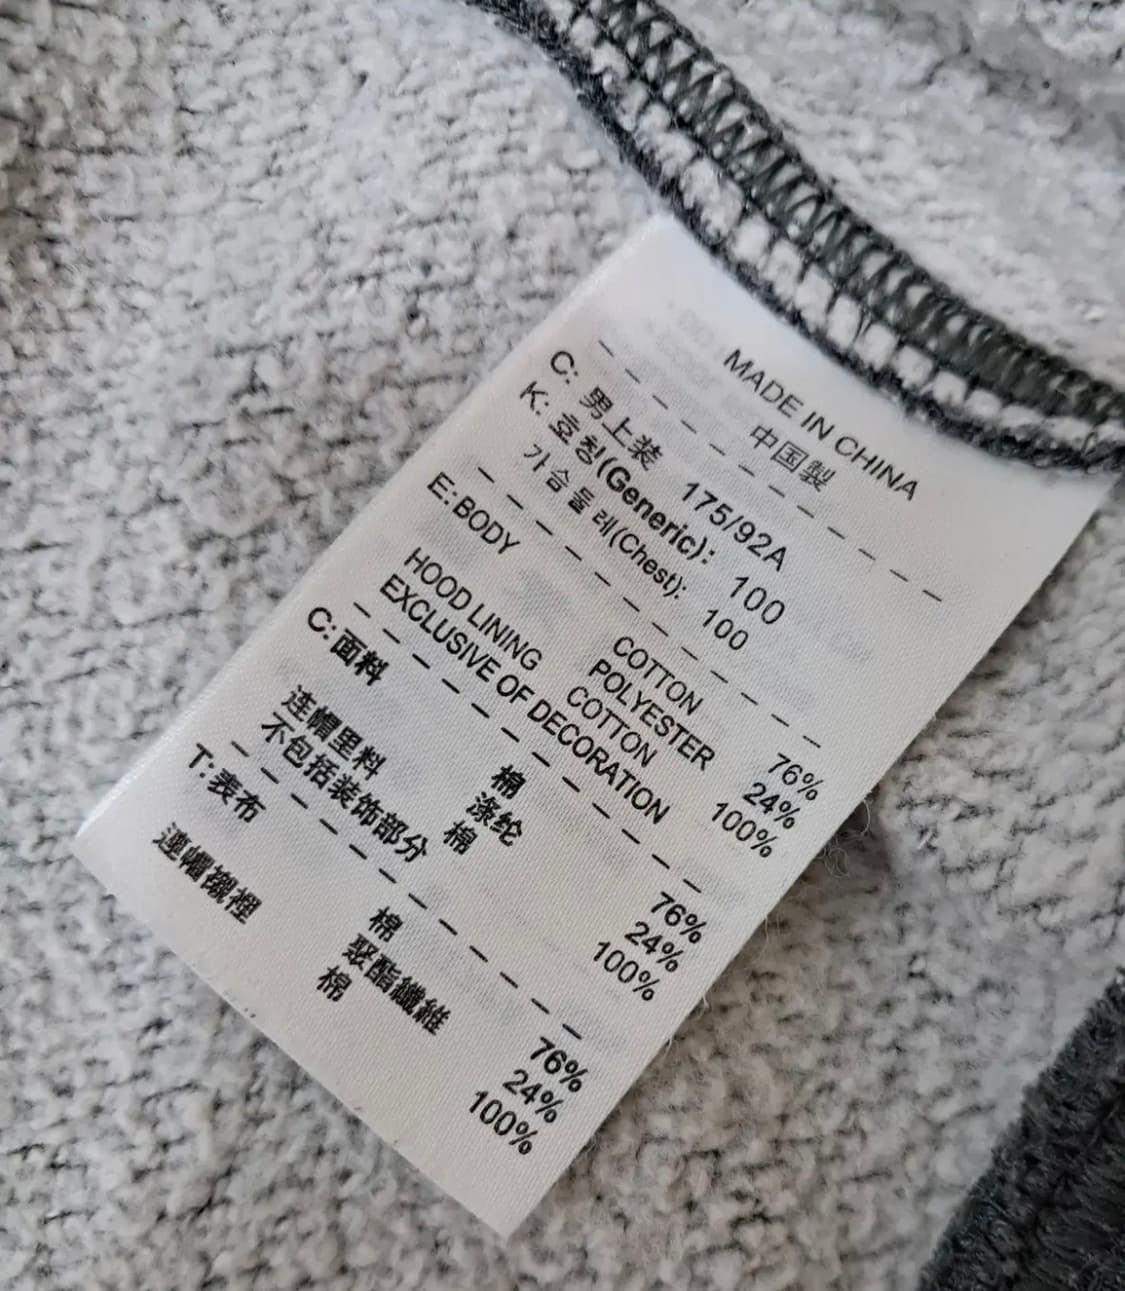 MADE IN CHINA
中国製
C: 男上装 175/92A
K: 호칭(Generic): 100
가슴둘레(Chest): 100
E:BODY COTTON 76%
POLYESTER 24%
HOOD LINING COTTON 100%
EXCLUSIVE OF DECORATION
C:面料 棉 76%
涤纶 24%
连帽里料 棉 100%
不包括装饰部分
T:表布 棉 76%
聚酯纖維 24%
連帽襯裡 棉 100%